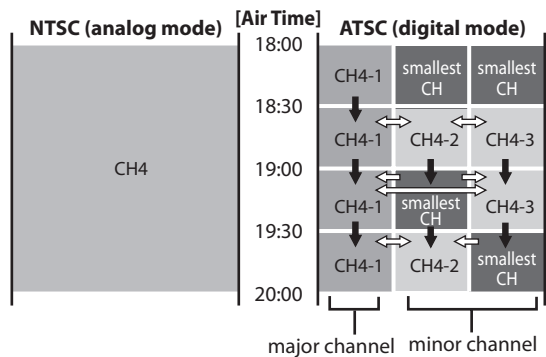 NTSC (analog mode)
[Air Time]
ATSC (digital mode)
18:00
CH4-1
smallest
CH
smallest
CH
18:30
CH4-1
CH4-2
CH4-3
CH4
19:00
CH4-1
smallest
CH
CH4-3
19:30
CH4-1
CH4-2
smallest
CH
20:00
major channel
minor channel